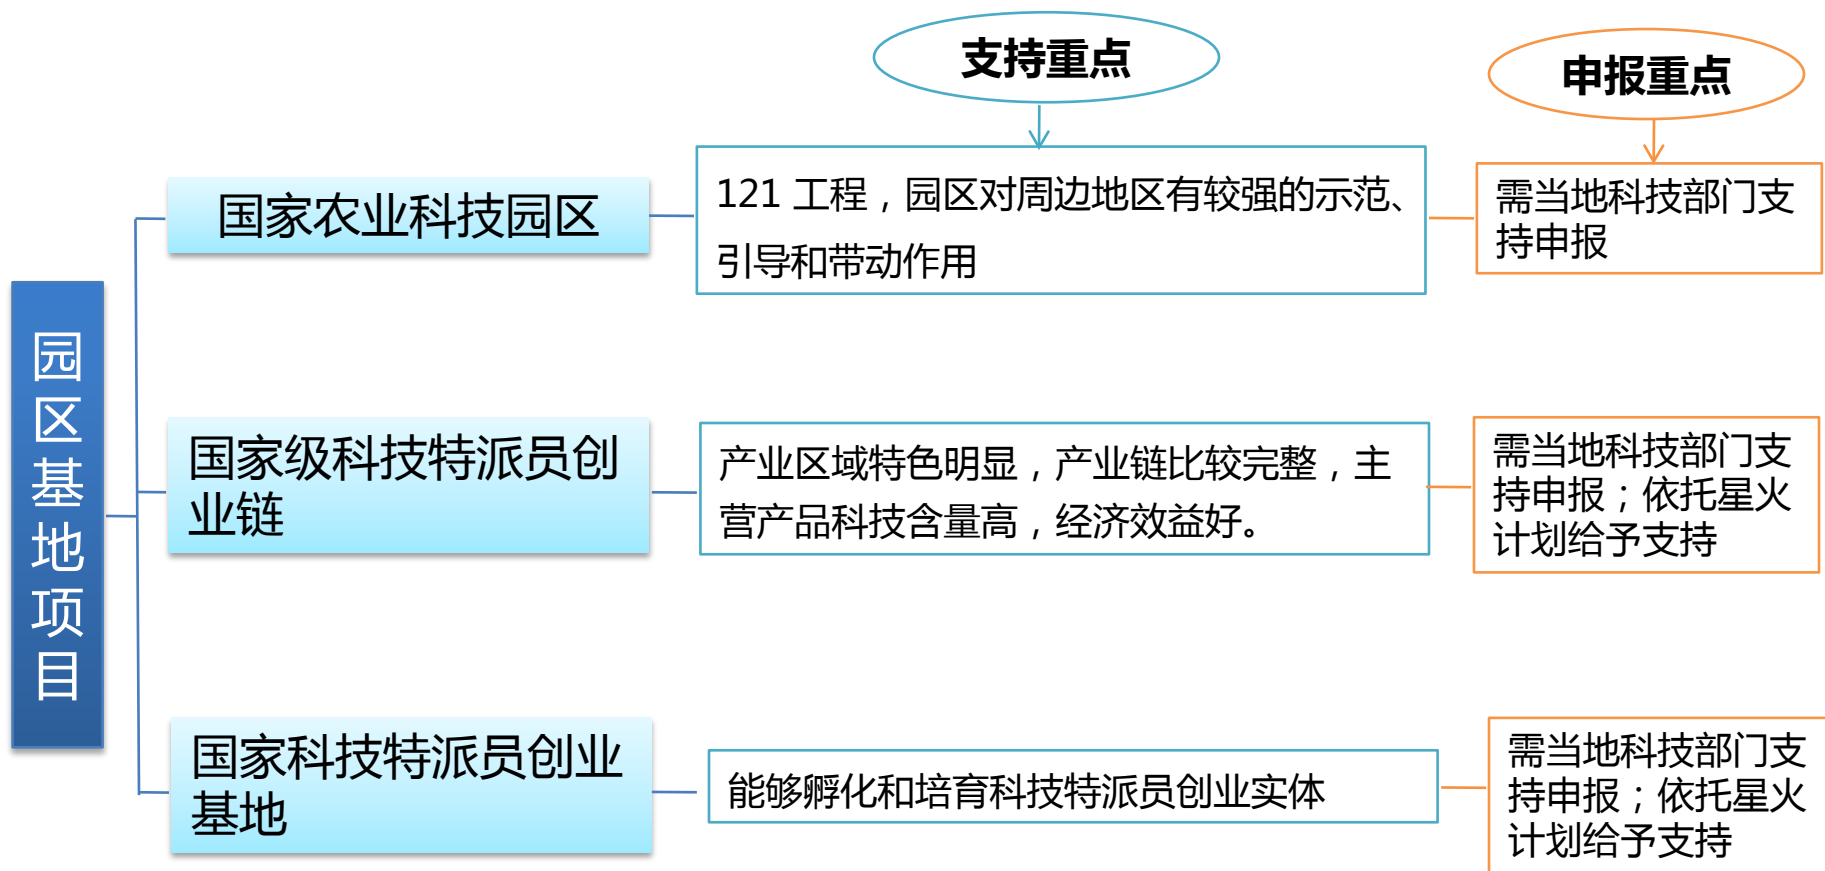 支持重点
申报重点
园区基地项目
国家农业科技园区
121 工程，园区对周边地区有较强的示范、
引导和带动作用
需当地科技部门支
持申报
国家级科技特派员创
业链
产业区域特色明显，产业链比较完整，主
营产品科技含量高，经济效益好。
需当地科技部门支
持申报；依托星火
计划给予支持
国家科技特派员创业
基地
能够孵化和培育科技特派员创业实体
需当地科技部门支
持申报；依托星火
计划给予支持